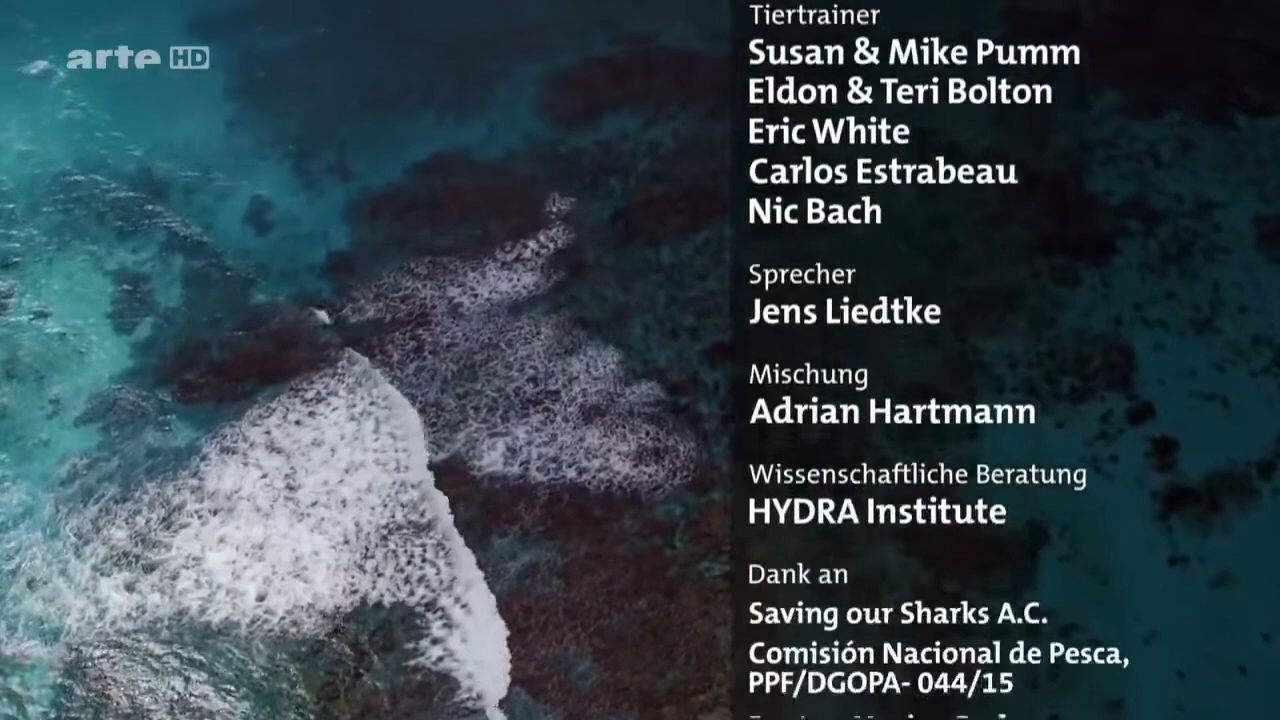 arte HD
Tiertrainer
Susan & Mike Pumm
Eldon & Teri Bolton
Eric White
Carlos Estrabeau
Nic Bach
Sprecher
Jens Liedtke
Mischung
Adrian Hartmann
Wissenschaftliche Beratung
HYDRA Institute
Dank an
Saving our Sharks A.C.
Comisión Nacional de Pesca,
PPF/DGOPA- 044/15